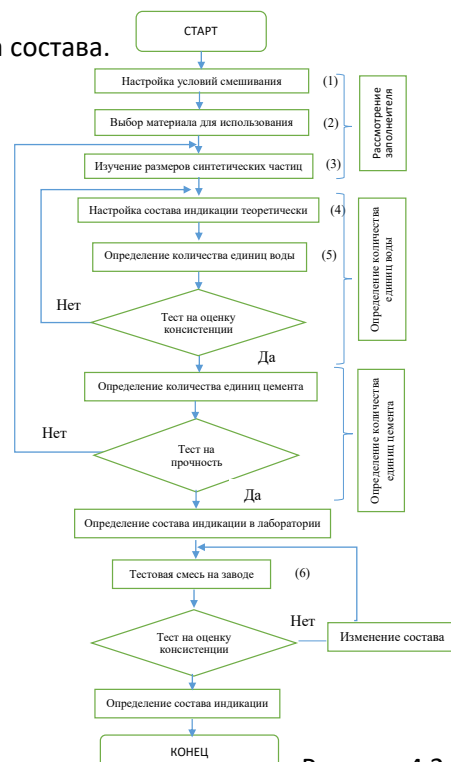 СТАРТ
а состава.
Настройка условий смешивания (1)
Выбор материала для использования (2)
Изучение размеров синтетических частиц (3)
Рассмотрение
заполнеителя
Настройка состава индикации теоретически (4)
Определение количества единиц воды (5)
Нет
Тест на оценку
консистенции
Да
Определение количества
единиц воды
Определение количества единиц цемента
Нет
Тест на
прочность
Да
Определение количества
единиц цемента
Определение состава индикации в лаборатории
Тестовая смесь на заводе (6)
Нет
Тест на оценку
консистенции
Изменение состава
Определение состава индикации
КОНЕЦ